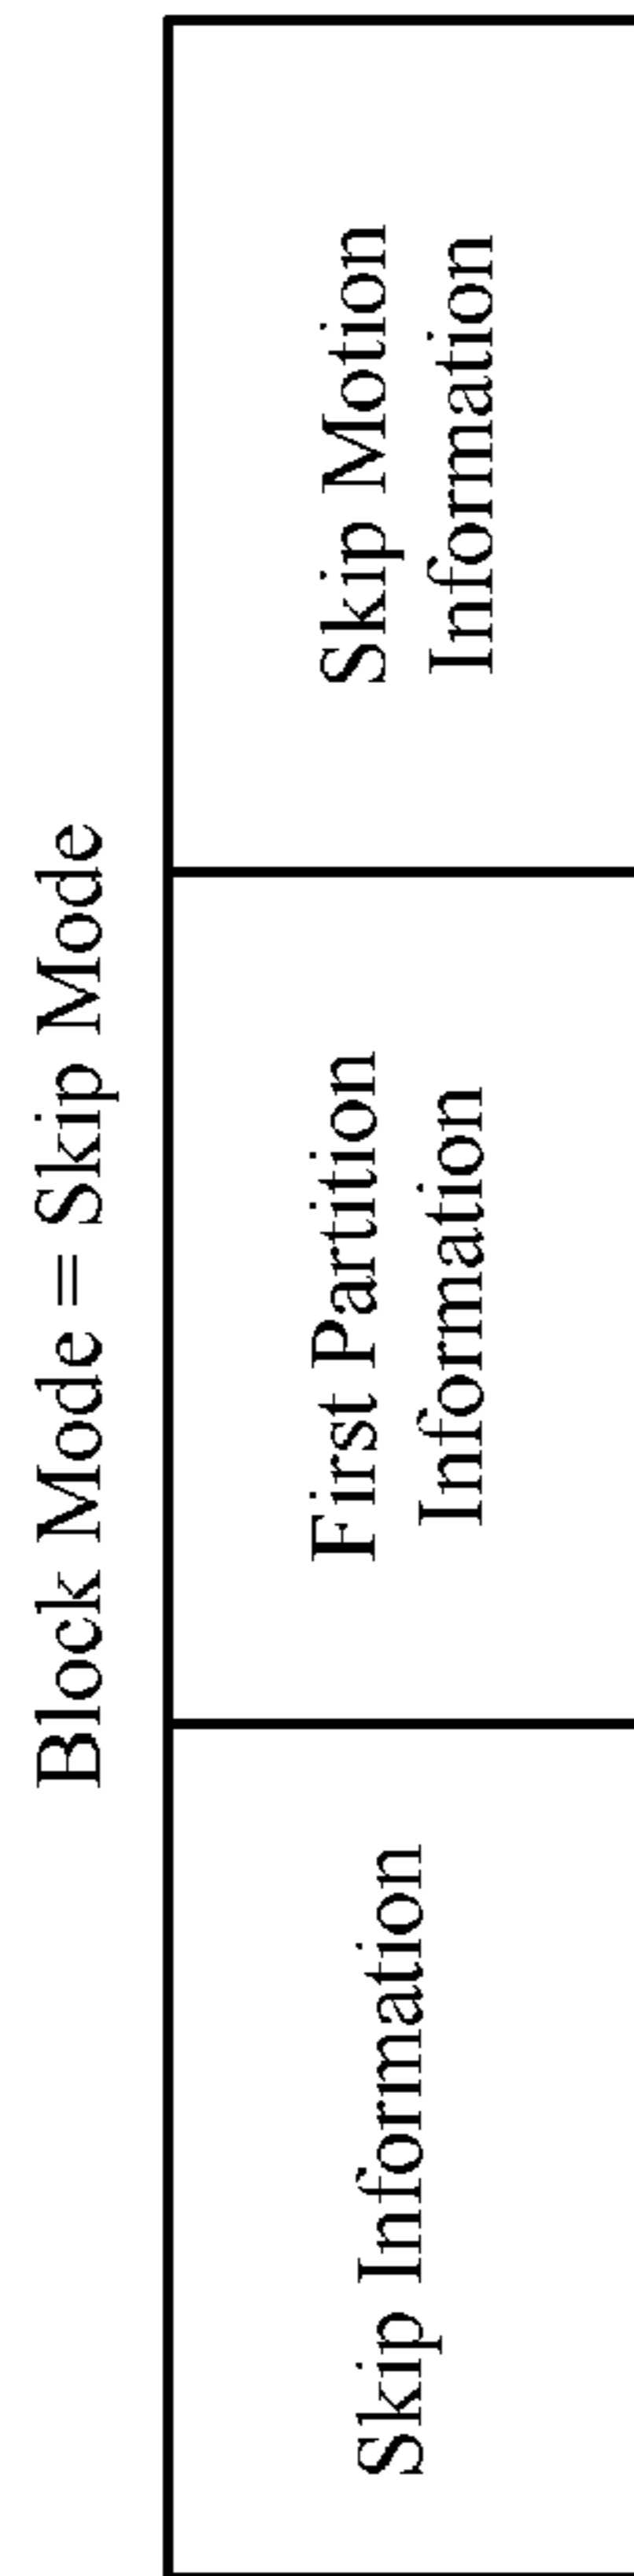 Block Mode = Skip Mode
Skip Information
First Partition
Information
Skip Motion
Information